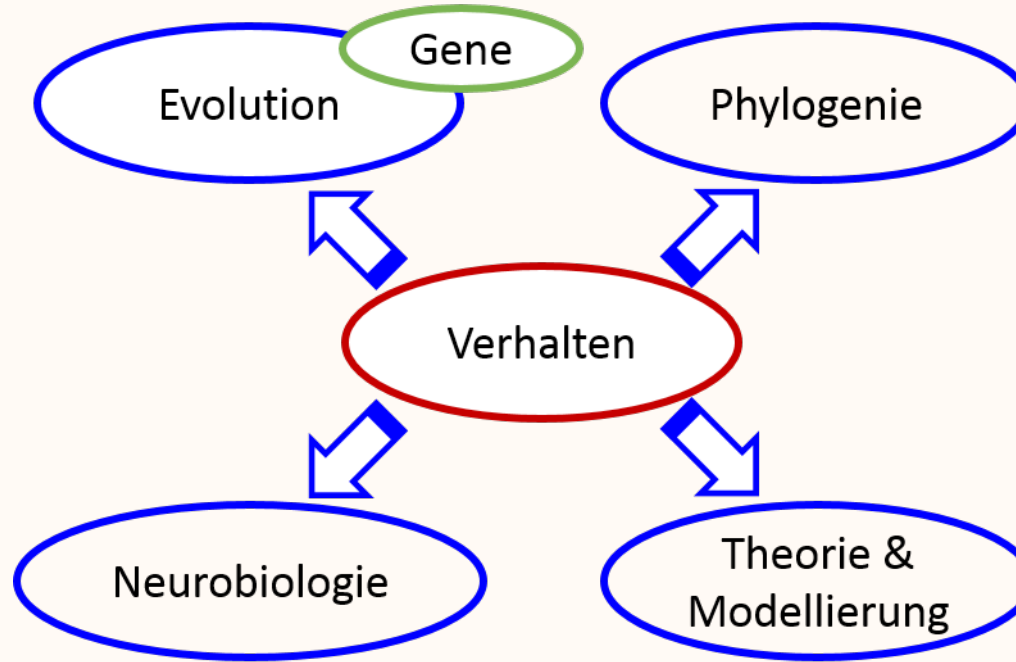 Gene
Evolution
Phylogenie
Verhalten
Neurobiologie
Theorie &
Modellierung